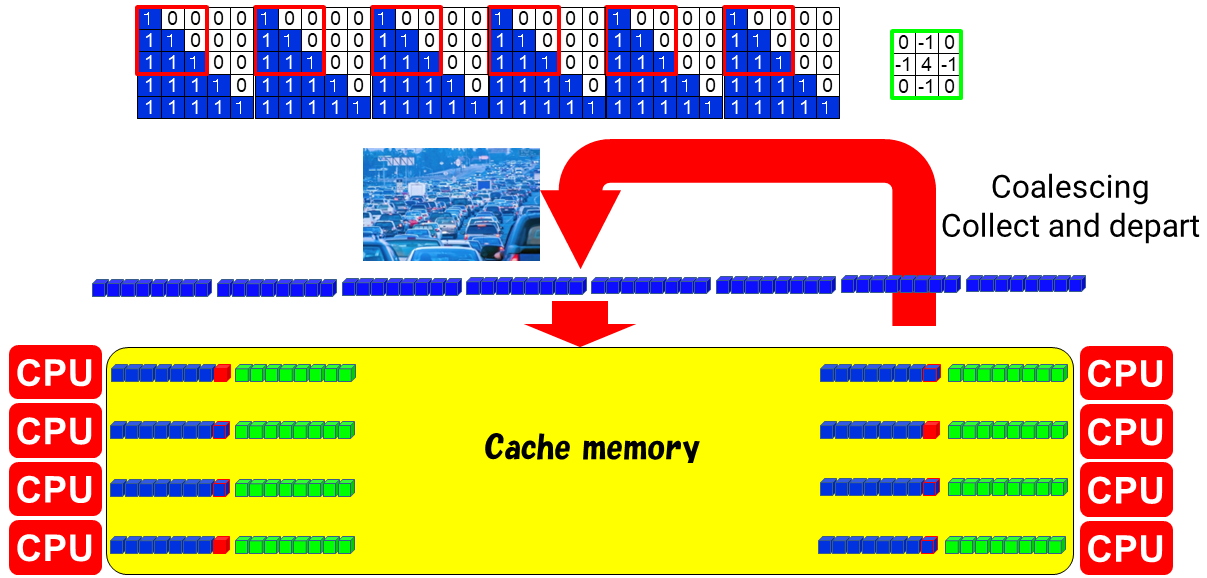 1 0 0 0 0 1 0 0 0 0 1 0 0 0 0 1 0 0 0 0 1 0 0 0 0 1 0 0 0 0
1 1 0 0 0 1 1 0 0 0 1 1 0 0 0 1 1 0 0 0 1 1 0 0 0 1 1 0 0 0
1 1 1 0 0 1 1 1 0 0 1 1 1 0 0 1 1 1 0 0 1 1 1 0 0 1 1 1 0 0
1 1 1 1 0 1 1 1 1 0 1 1 1 1 0 1 1 1 1 0 1 1 1 1 0 1 1 1 1 0
1 1 1 1 1 1 1 1 1 1 1 1 1 1 1 1 1 1 1 1 1 1 1 1 1 1 1 1 1 1
0 -1 0
-1 4 -1
0 -1 0
Coalescing
Collect and depart
CPU
CPU
CPU
CPU
Cache memory
CPU
CPU
CPU
CPU